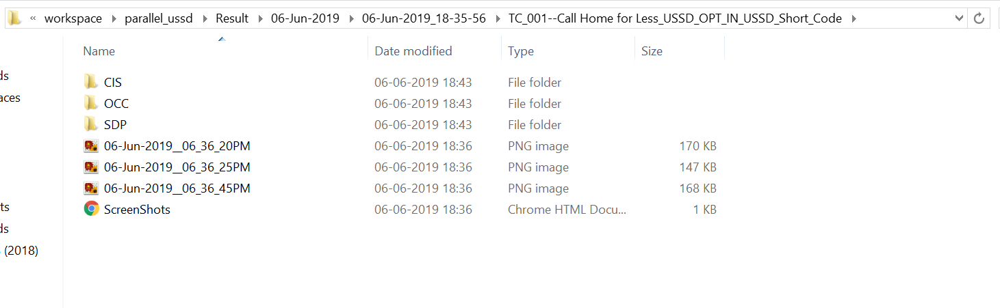 « workspace parallel_ussd Result 06-Jun-2019 06-Jun-2019_18-35-56 TC_001--Call Home for Less_USSD_OPT_IN_USSD_Short_Code
Name Date modified Type Size
ds
CIS 06-06-2019 18:43 File folder
aces
OCC 06-06-2019 18:43 File folder
SDP 06-06-2019 18:43 File folder
06-Jun-2019__06_36_20PM 06-06-2019 18:36 PNG image 170 KB
06-Jun-2019__06_36_25PM 06-06-2019 18:36 PNG image 147 KB
06-Jun-2019__06_36_45PM 06-06-2019 18:36 PNG image 168 KB
ts
ScreenShots 06-06-2019 18:36 Chrome HTML Docu... 1 KB
ds
(2018)